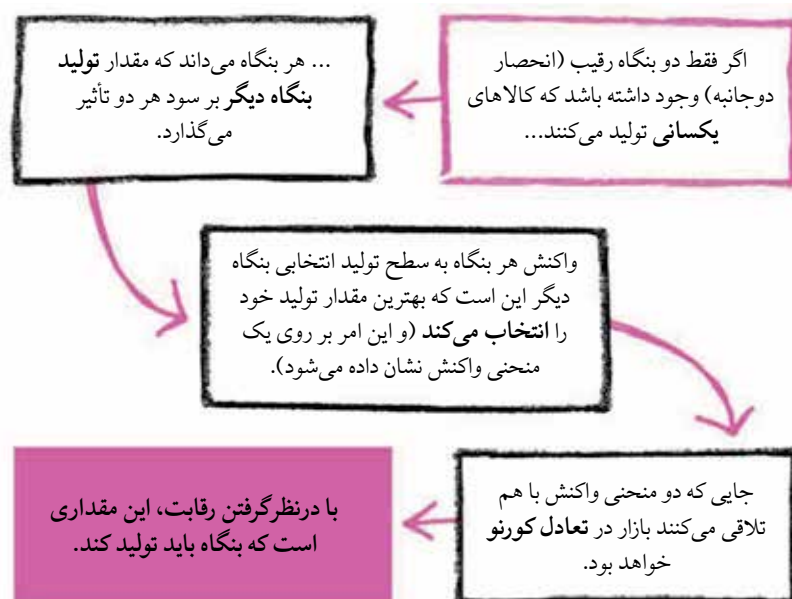 اگر فقط دو بنگاه رقیب (انحصار
دوجانبه) وجود داشته باشد که کالاهای
یکسانی تولید می‌کنند...
... هر بنگاه می‌داند که مقدار تولید
بنگاه دیگر بر سود هر دو تأثیر
می‌گذارد.
واکنش هر بنگاه به سطح تولید انتخابی بنگاه
دیگر این است که بهترین مقدار تولید خود
را انتخاب می‌کند (و این امر بر روی یک
منحنی واکنش نشان داده می‌شود).
جایی که دو منحنی واکنش با هم
تلاقی می‌کنند بازار در تعادل کورنو
خواهد بود.
با درنظرگرفتن رقابت، این مقداری
است که بنگاه باید تولید کند.